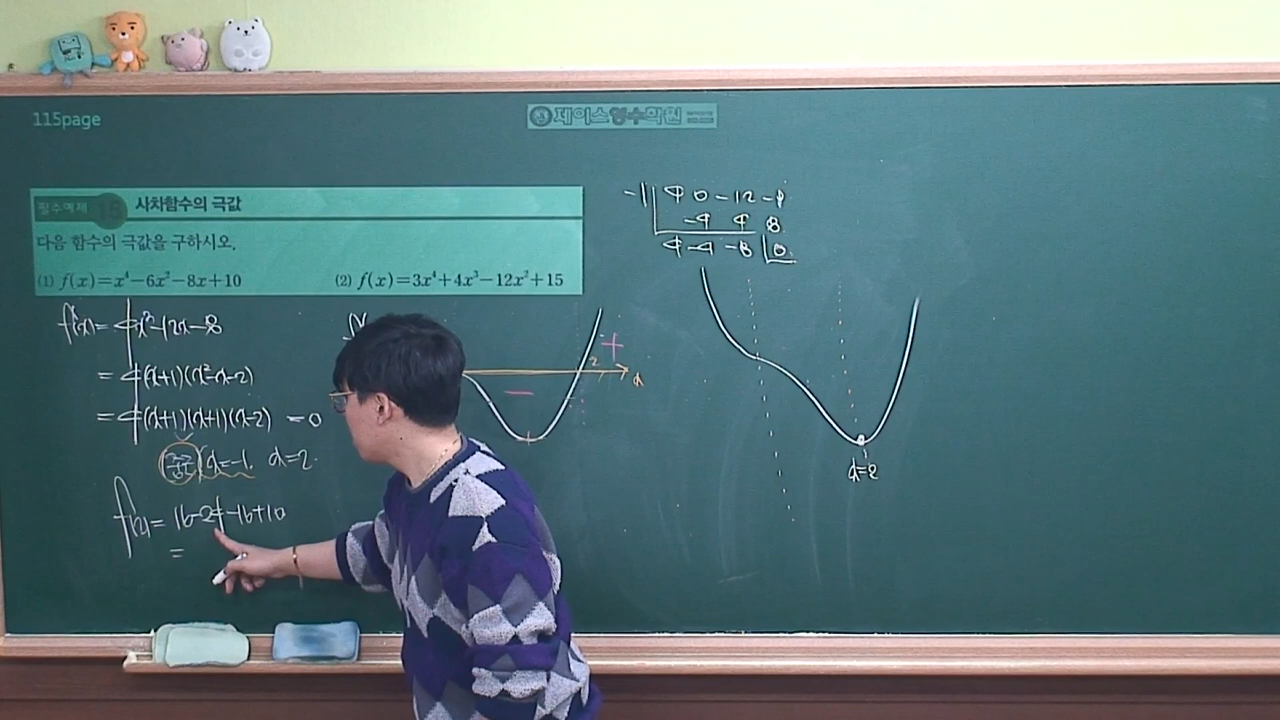 115page
제이스영수학원
필수예제 15 사차함수의 극값
다음 함수의 극값을 구하시오.
(1) f(x)=x⁴-6x²-8x+10
(2) f(x)=3x⁴+4x³-12x²+15
f'(x)= 4x³-12x-8
= 4(x+1)(x²-x-2)
= 4(x+1)(x+1)(x-2) =0
중근 x=-1, x=2.
f(2)= 16-24-16+10
=
-1 4 0 -12 -8
-4 4 8
4 -4 -8 0
-
+
2
x
x=2